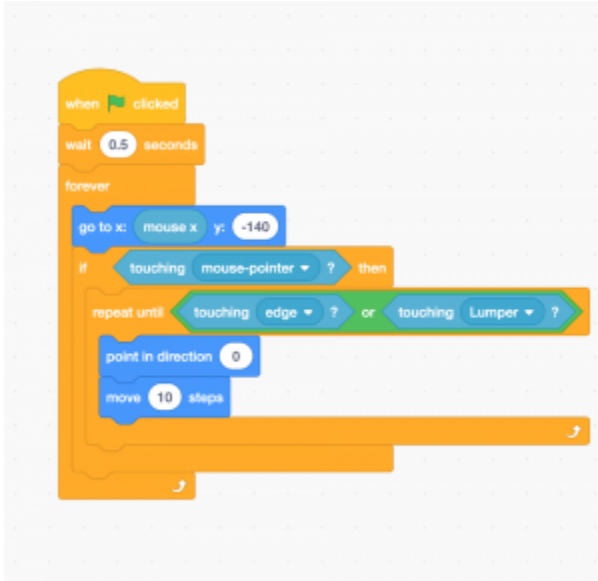 when clicked
wait 0.5 seconds
forever
go to x: mouse x y: -140
if touching mouse-pointer ? then
repeat until touching edge ? or touching Lumper ?
point in direction 0
move 10 steps